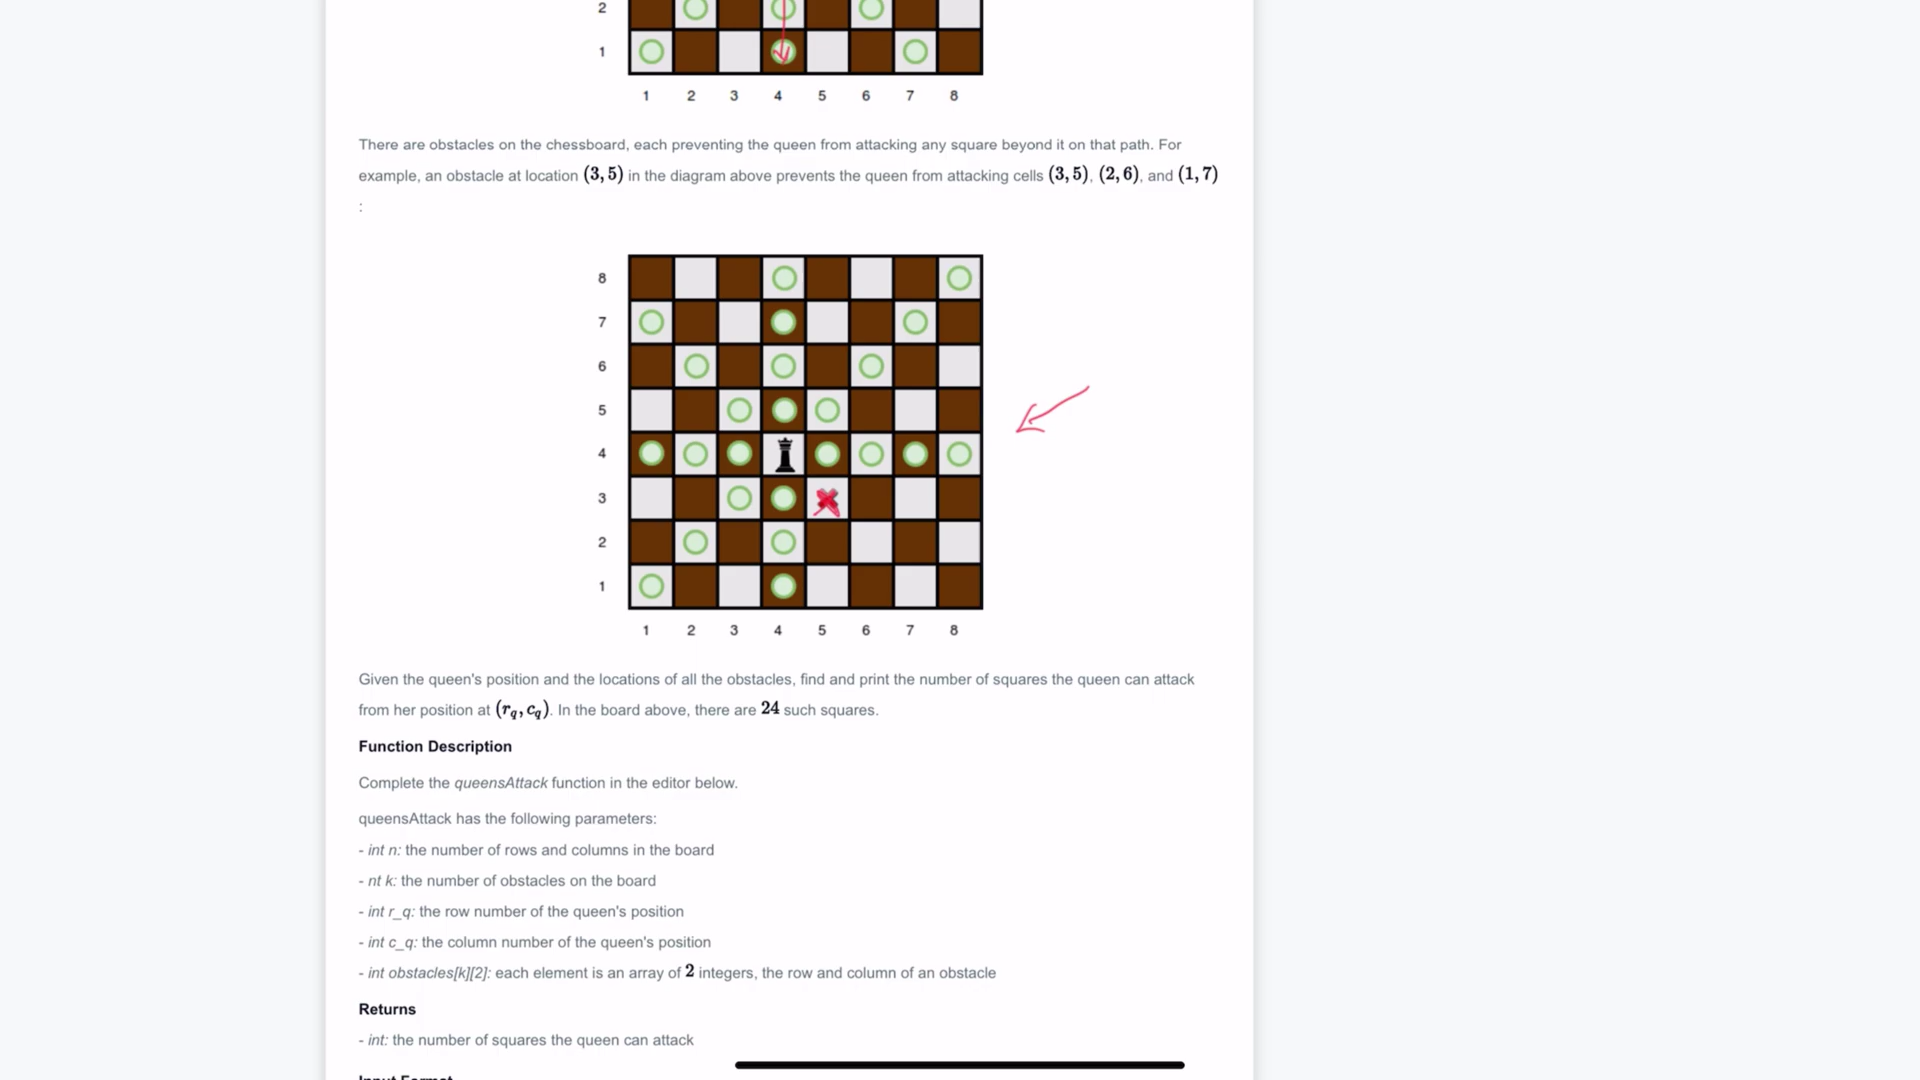 2
1
1 2 3 4 5 6 7 8
There are obstacles on the chessboard, each preventing the queen from attacking any square beyond it on that path. For
example, an obstacle at location (3, 5) in the diagram above prevents the queen from attacking cells (3, 5), (2, 6), and (1, 7)
:
8
7
6
5
4
3
2
1
1 2 3 4 5 6 7 8
Given the queen's position and the locations of all the obstacles, find and print the number of squares the queen can attack
from her position at (r_q, c_q). In the board above, there are 24 such squares.
Function Description
Complete the queensAttack function in the editor below.
queensAttack has the following parameters:
- int n: the number of rows and columns in the board
- nt k: the number of obstacles on the board
- int r_q: the row number of the queen's position
- int c_q: the column number of the queen's position
- int obstacles[k][2]: each element is an array of 2 integers, the row and column of an obstacle
Returns
- int: the number of squares the queen can attack
Input Format